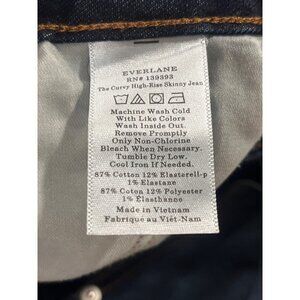 EVERLANE
RN# 139393
The Curvy High-Rise Skinny Jean
Machine Wash Cold
With Like Colors
Wash Inside Out.
Remove Promptly
Only Non-Chlorine
Bleach When Necessary.
Tumble Dry Low.
Cool Iron If Needed.
87% Cotton 12% Elasterell-p
1% Elastane
87% Coton 12% Polyester
1% Élasthanne
Made in Vietnam
Fabriqué au Viêt-Nam